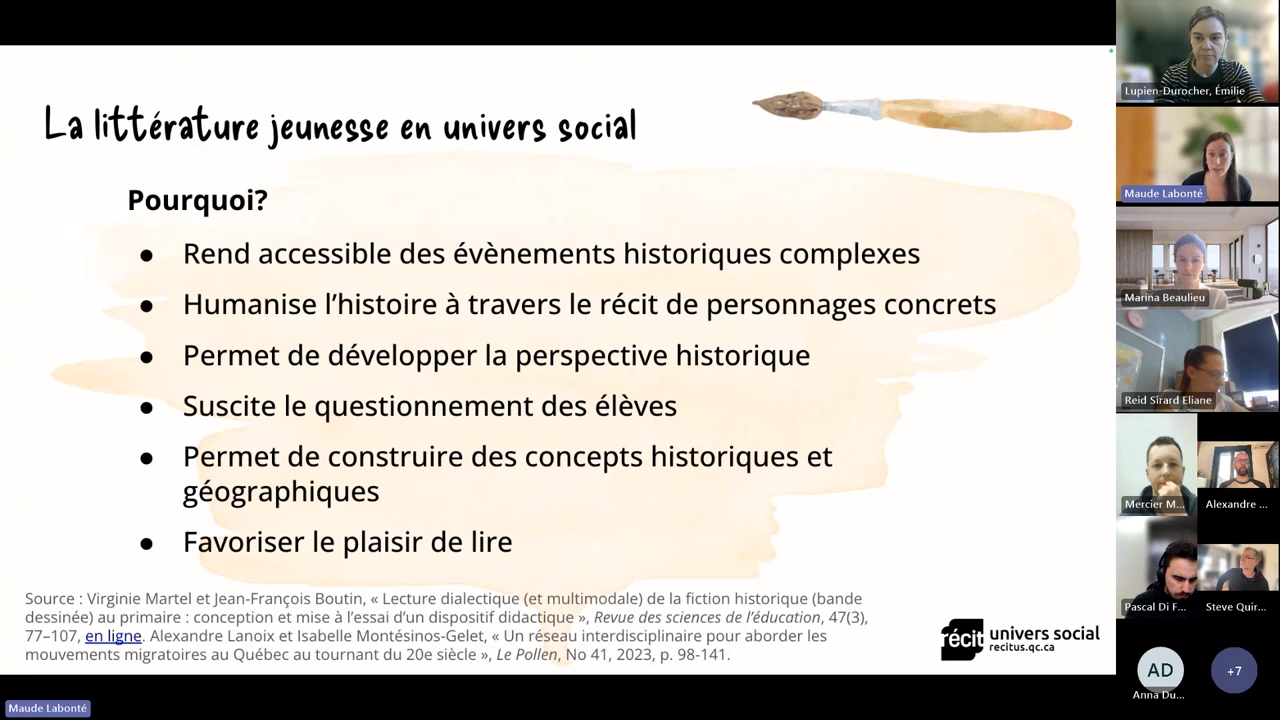 La littérature jeunesse en univers social
Pourquoi?
● Rend accessible des évènements historiques complexes
● Humanise l'histoire à travers le récit de personnages concrets
● Permet de développer la perspective historique
● Suscite le questionnement des élèves
● Permet de construire des concepts historiques et
géographiques
● Favoriser le plaisir de lire
Source : Virginie Martel et Jean-François Boutin, « Lecture dialectique (et multimodale) de la fiction historique (bande
dessinée) au primaire : conception et mise à l'essai d'un dispositif didactique », Revue des sciences de l'éducation, 47(3),
77–107, en ligne. Alexandre Lanoix et Isabelle Montésinos-Gelet, « Un réseau interdisciplinaire pour aborder les
mouvements migratoires au Québec au tournant du 20e siècle », Le Pollen, No 41, 2023, p. 98-141.
récit univers social
recitus.qc.ca
Maude Labonté
Lupien-Durocher, Émilie
Maude Labonté
Marina Beaulieu
Reid Sirard Eliane
Mercier M...
Alexandre ...
Pascal Di F...
Steve Quir...
AD
Anna Du...
+7